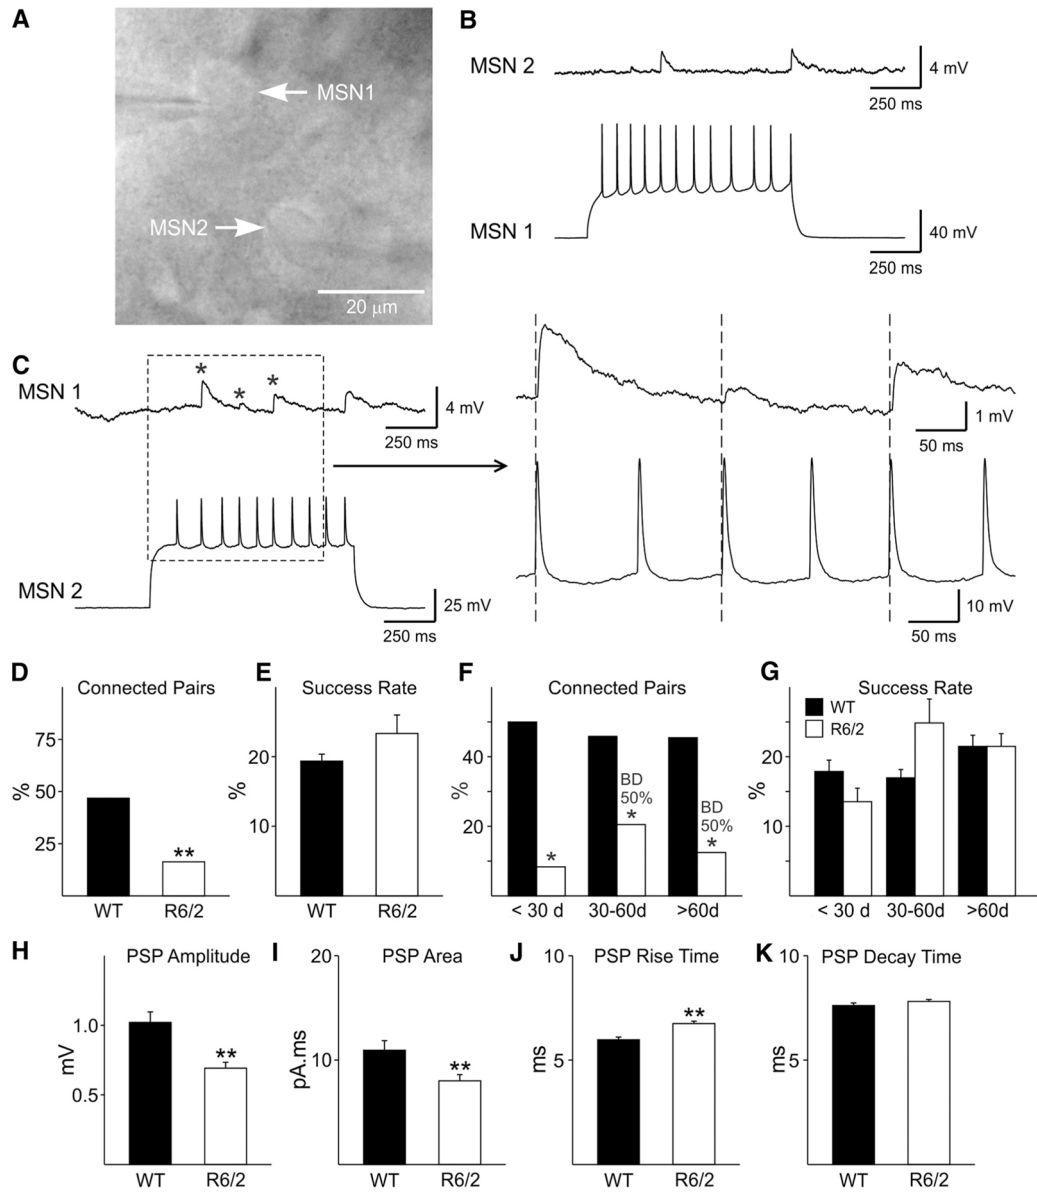 A
MSN1
MSN2
20 μm
B
MSN 2
4 mV
250 ms
MSN 1
40 mV
250 ms
C
MSN 1
* * *
4 mV
250 ms
MSN 2
25 mV
250 ms
1 mV
50 ms
10 mV
50 ms
D
Connected Pairs
%
75
50
25
**
WT R6/2
E
Success Rate
%
20
10
WT R6/2
F
Connected Pairs
%
40
20
*
BD
50%
*
BD
50%
*
< 30 d 30-60d >60d
G
Success Rate
WT
R6/2
%
20
10
< 30 d 30-60d >60d
H
PSP Amplitude
mV
1.0
0.5
**
WT R6/2
I
PSP Area
pA.ms
20
10
**
WT R6/2
J
PSP Rise Time
ms
10
5
**
WT R6/2
K
PSP Decay Time
ms
10
5
WT R6/2